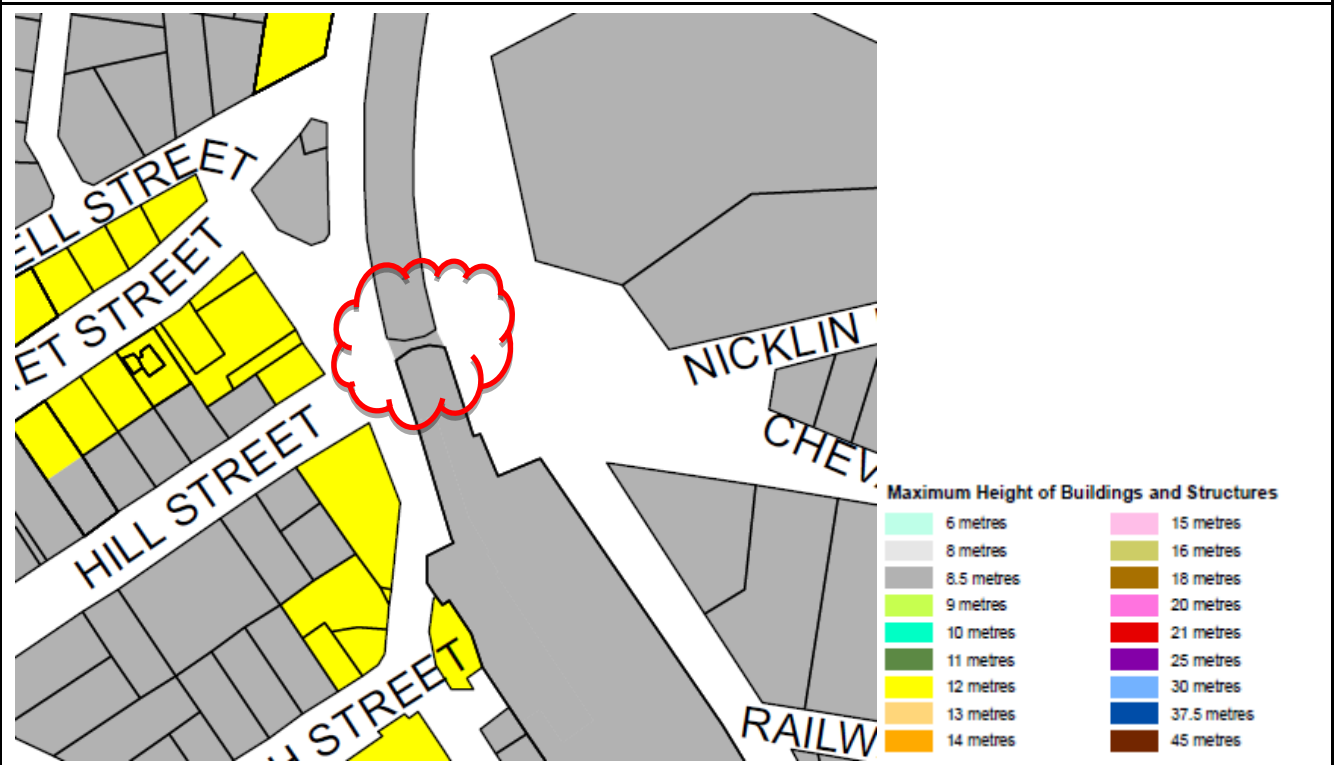 ELL STREET
ET STREET
HILL STREET
H STREET
NICKLIN
CHEV
RAILW
Maximum Height of Buildings and Structures
6 metres
8 metres
8.5 metres
9 metres
10 metres
11 metres
12 metres
13 metres
14 metres
15 metres
16 metres
18 metres
20 metres
21 metres
25 metres
30 metres
37.5 metres
45 metres